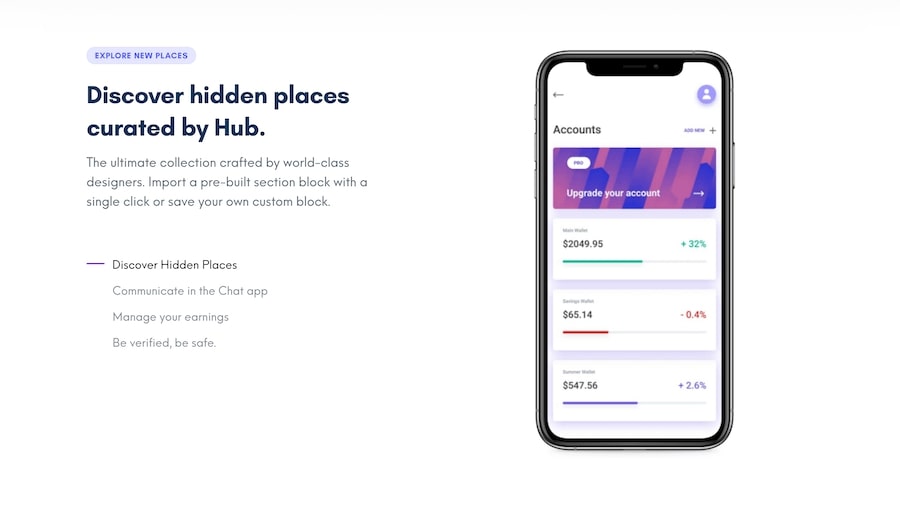 EXPLORE NEW PLACES
Discover hidden places
curated by Hub.
The ultimate collection crafted by world-class
designers. Import a pre-built section block with a
single click or save your own custom block.
Discover Hidden Places
Communicate in the Chat app
Manage your earnings
Be verified, be safe.
Accounts
ADD NEW
PRO
Upgrade your account
Main Wallet
$2049.95
+ 32%
Savings Wallet
$65.14
- 0.4%
Summer Wallet
$547.56
+ 2.6%